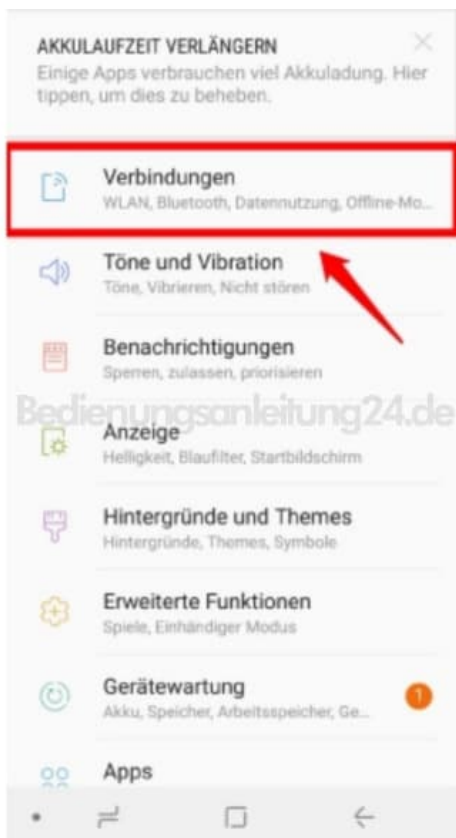 AKKULAUFZEIT VERLÄNGERN
Einige Apps verbrauchen viel Akkuladung. Hier
tippen, um dies zu beheben.
Verbindungen
WLAN, Bluetooth, Datennutzung, Offline-Mo...
Töne und Vibration
Töne, Vibrieren, Nicht stören
Benachrichtigungen
Sperren, zulassen, priorisieren
Bedienungsanleitung24.de
Anzeige
Helligkeit, Blaufilter, Startbildschirm
Hintergründe und Themes
Hintergründe, Themes, Symbole
Erweiterte Funktionen
Spiele, Einhändiger Modus
Gerätewartung
1
Akku, Speicher, Arbeitsspeicher, Ge...
Apps